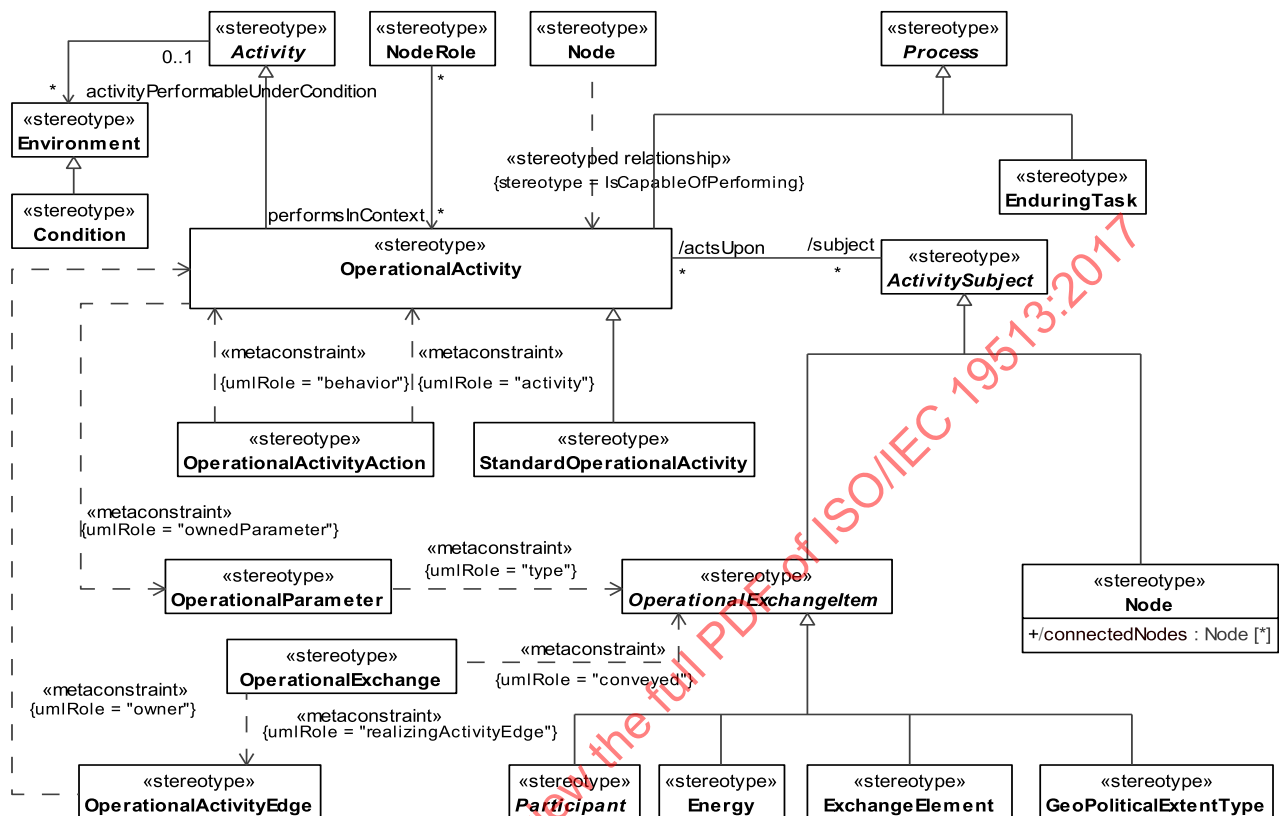 «stereotype»
Activity
«stereotype»
NodeRole
«stereotype»
Node
«stereotype»
Process
0..1
*
*
activityPerformableUnderCondition
«stereotype»
Environment
«stereotype»
Condition
«stereotyped relationship»
{stereotype = IsCapableOfPerforming}
«stereotype»
EnduringTask
performsInContext
*
«stereotype»
OperationalActivity
/actsUpon
*
/subject
*
«stereotype»
ActivitySubject
«metaconstraint»
{umlRole = "behavior"}
«metaconstraint»
{umlRole = "activity"}
«stereotype»
OperationalActivityAction
«stereotype»
StandardOperationalActivity
«metaconstraint»
{umlRole = "ownedParameter"}
«stereotype»
OperationalParameter
«metaconstraint»
{umlRole = "type"}
«stereotype»
OperationalExchangeItem
«stereotype»
Node
+/connectedNodes : Node [*]
«stereotype»
OperationalExchange
«metaconstraint»
{umlRole = "conveyed"}
«metaconstraint»
{umlRole = "owner"}
«metaconstraint»
{umlRole = "realizingActivityEdge"}
«stereotype»
OperationalActivityEdge
«stereotype»
Participant
«stereotype»
Energy
«stereotype»
ExchangeElement
«stereotype»
GeoPoliticalExtentType
the full PDF of ISO/IEC 19513:2017